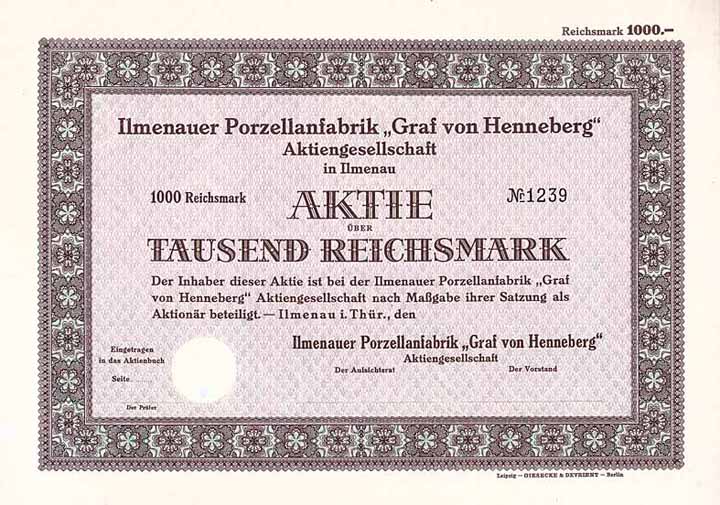 Reichsmark 1000.—
Ilmenauer Porzellanfabrik „Graf von Henneberg“
Aktiengesellschaft
in Ilmenau
1000 Reichsmark AKTIE №1239
ÜBER
TAUSEND REICHSMARK
Der Inhaber dieser Aktie ist bei der Ilmenauer Porzellanfabrik „Graf
von Henneberg“ Aktiengesellschaft nach Maßgabe ihrer Satzung als
Aktionär beteiligt.— Ilmenau i. Thür., den
Ilmenauer Porzellanfabrik „Graf von Henneberg“
Aktiengesellschaft
Der Aufsichtsrat Der Vorstand
Eingetragen
in das Aktienbuch
Seite.......
Der Prüfer
Leipzig — GIESECKE & DEVRIENT — Berlin